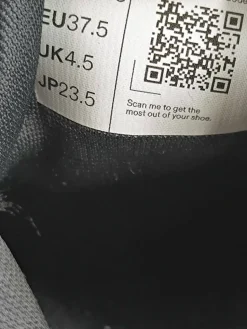 EU37.5
UK4.5
JP23.5
Scan me to get the
most out of your shoe.